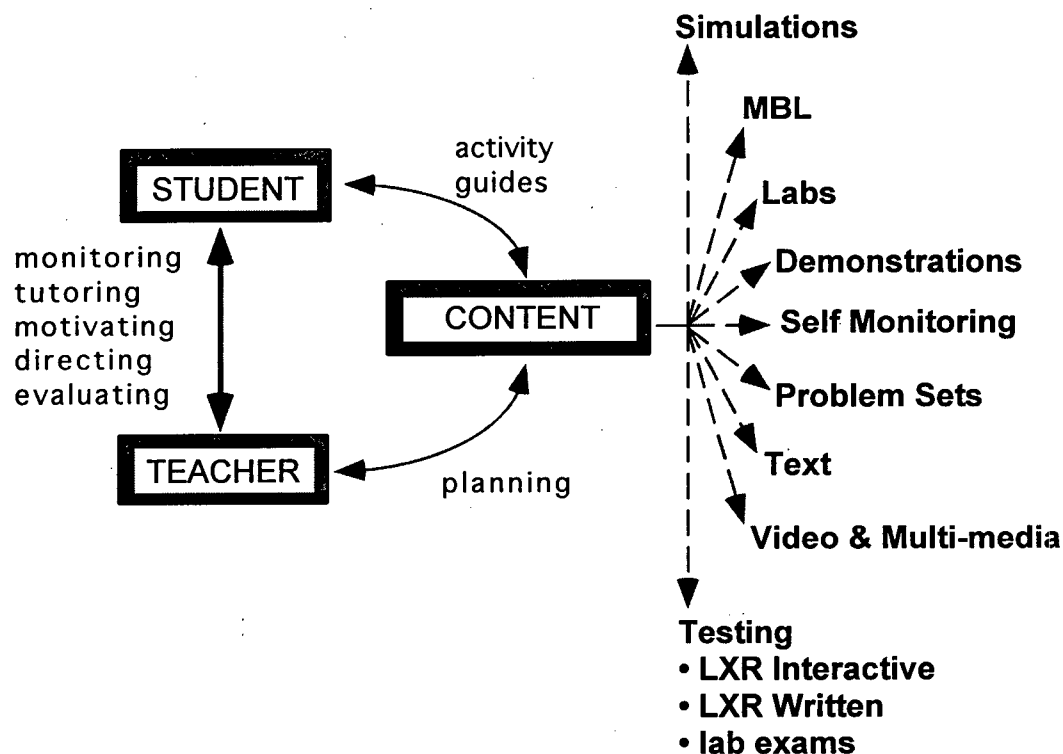 Simulations
MBL
activity
guides
STUDENT
Labs
monitoring
tutoring
motivating
directing
evaluating
Demonstrations
CONTENT
Self Monitoring
Problem Sets
TEACHER
planning
Text
Video & Multi-media
Testing
• LXR Interactive
• LXR Written
• lab exams